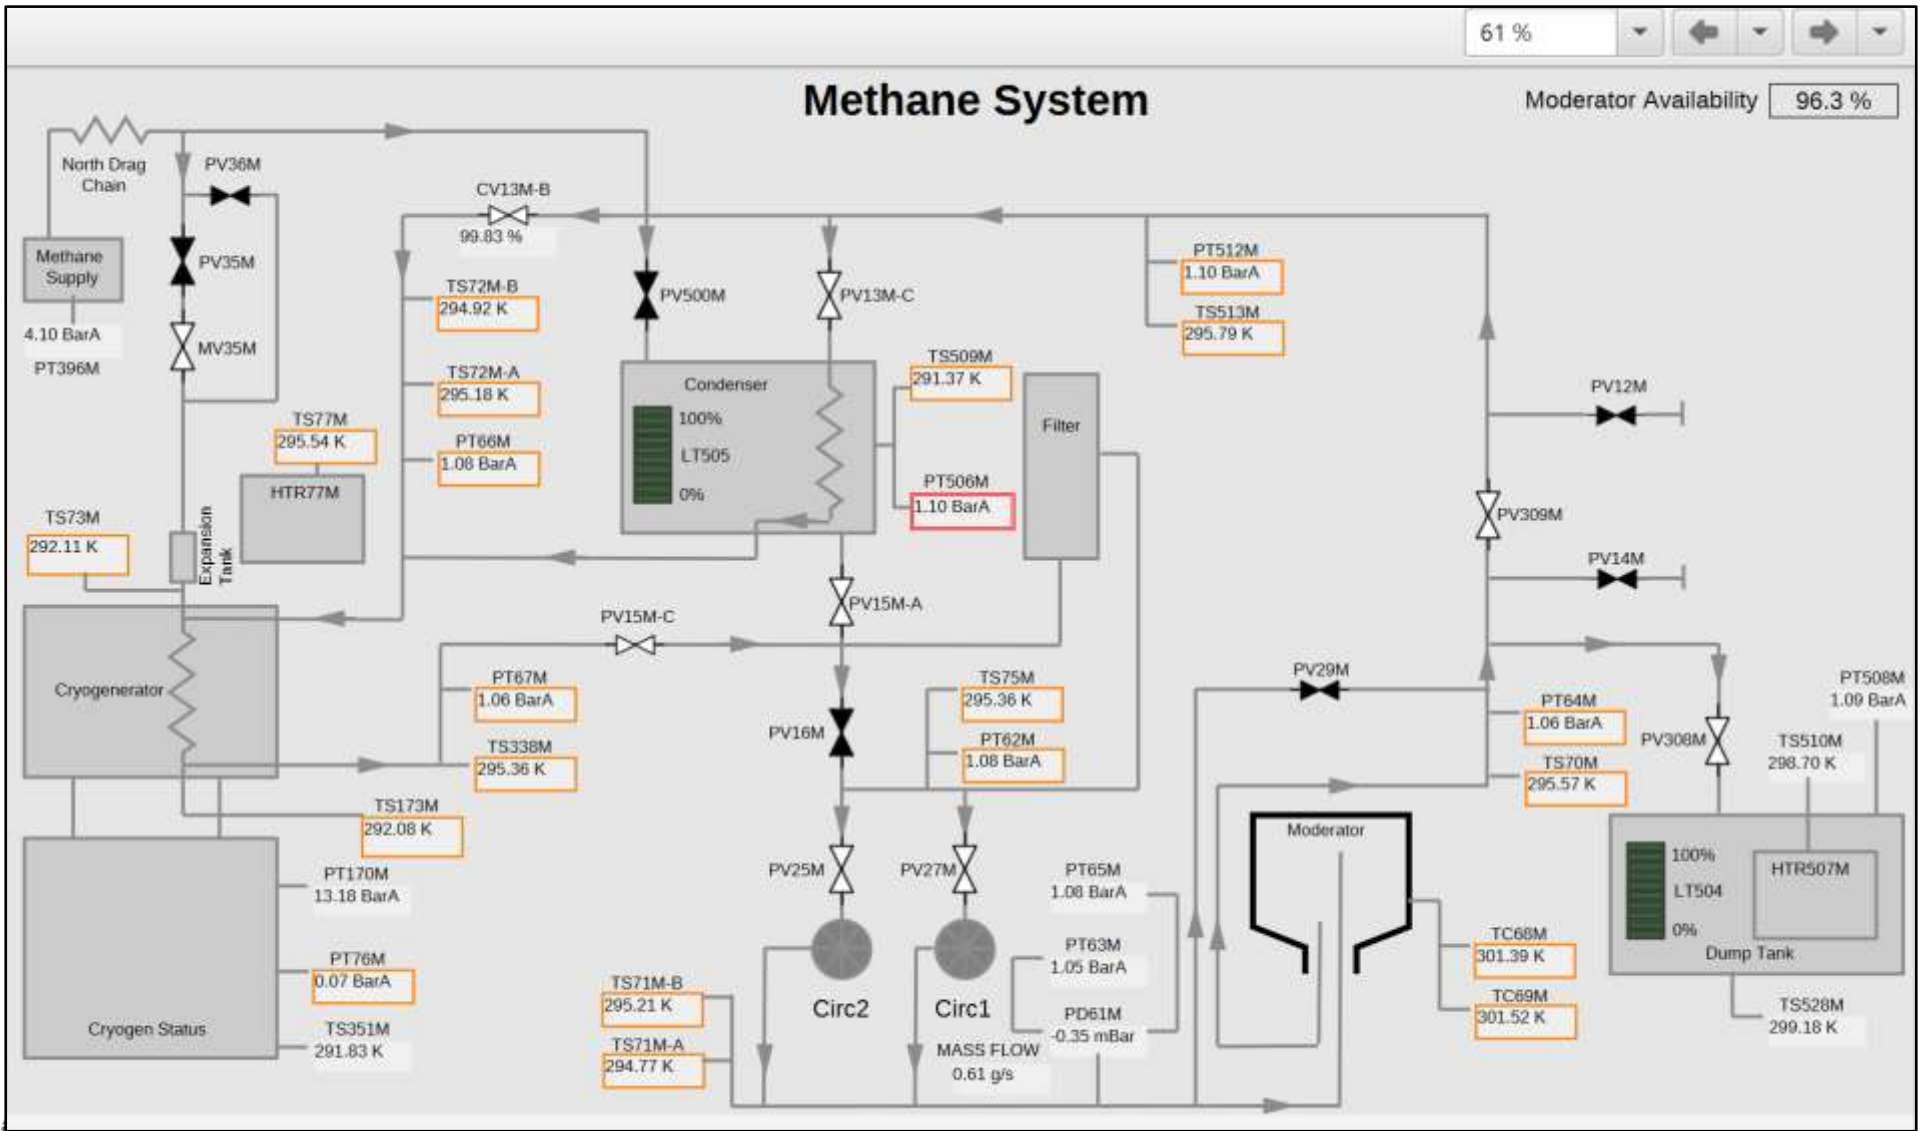 61 %
Methane System
Moderator Availability 96.3 %
North Drag
Chain
PV36M
CV13M-B
99.83 %
Methane
Supply
4.10 BarA
PT396M
PV35M
MV35M
TS72M-B
294.92 K
TS72M-A
295.18 K
PT66M
1.08 BarA
PV500M
PV13M-C
PT512M
1.10 BarA
TS513M
295.79 K
TS77M
295.54 K
HTR77M
Condenser
100%
LT505
0%
TS509M
291.37 K
PT506M
1.10 BarA
Filter
PV12M
PV309M
PV14M
TS73M
292.11 K
Expansion
Tank
PV15M-C
PV15M-A
Cryogenerator
PT67M
1.06 BarA
TS338M
295.36 K
PV16M
TS75M
295.36 K
PT62M
1.08 BarA
PV29M
PT64M
1.06 BarA
TS70M
295.57 K
PV308M
PT508M
1.09 BarA
TS510M
298.70 K
TS173M
292.08 K
PT170M
13.18 BarA
PT76M
0.07 BarA
TS351M
291.83 K
Cryogen Status
PV25M
PV27M
Circ2
Circ1
PT65M
1.08 BarA
PT63M
1.05 BarA
PD61M
-0.35 mBar
MASS FLOW
0.61 g/s
TS71M-B
295.21 K
TS71M-A
294.77 K
Moderator
TC68M
301.39 K
TC69M
301.52 K
100%
LT504
0%
HTR507M
Dump Tank
TS528M
299.18 K